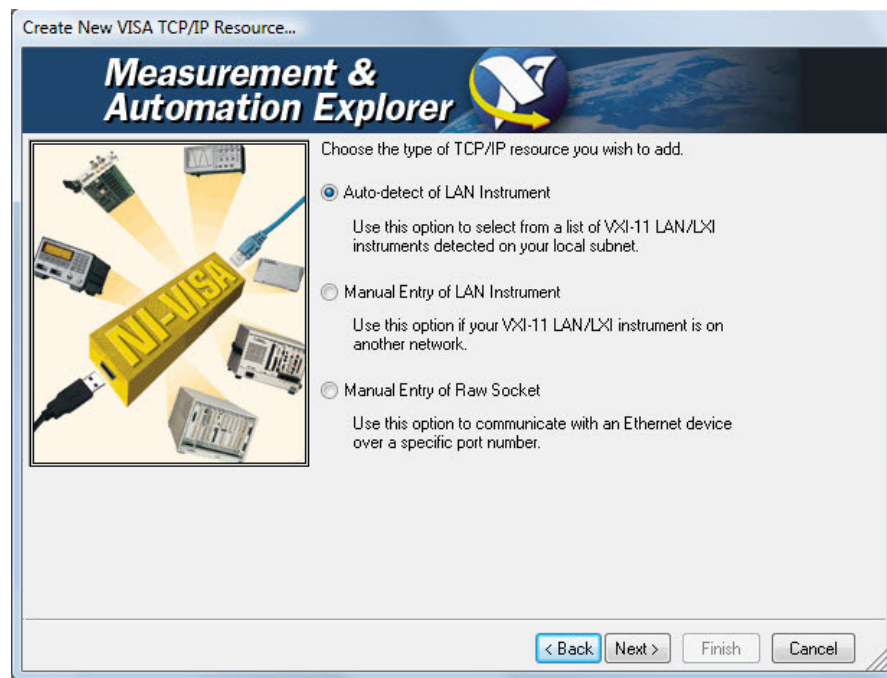 Create New VISA TCP/IP Resource...
Measurement &
Automation Explorer
NI-VISA
Choose the type of TCP/IP resource you wish to add.
Auto-detect of LAN Instrument
Use this option to select from a list of VXI-11 LAN/LXI
instruments detected on your local subnet.
Manual Entry of LAN Instrument
Use this option if your VXI-11 LAN/LXI instrument is on
another network.
Manual Entry of Raw Socket
Use this option to communicate with an Ethernet device
over a specific port number.
< Back
Next >
Finish
Cancel